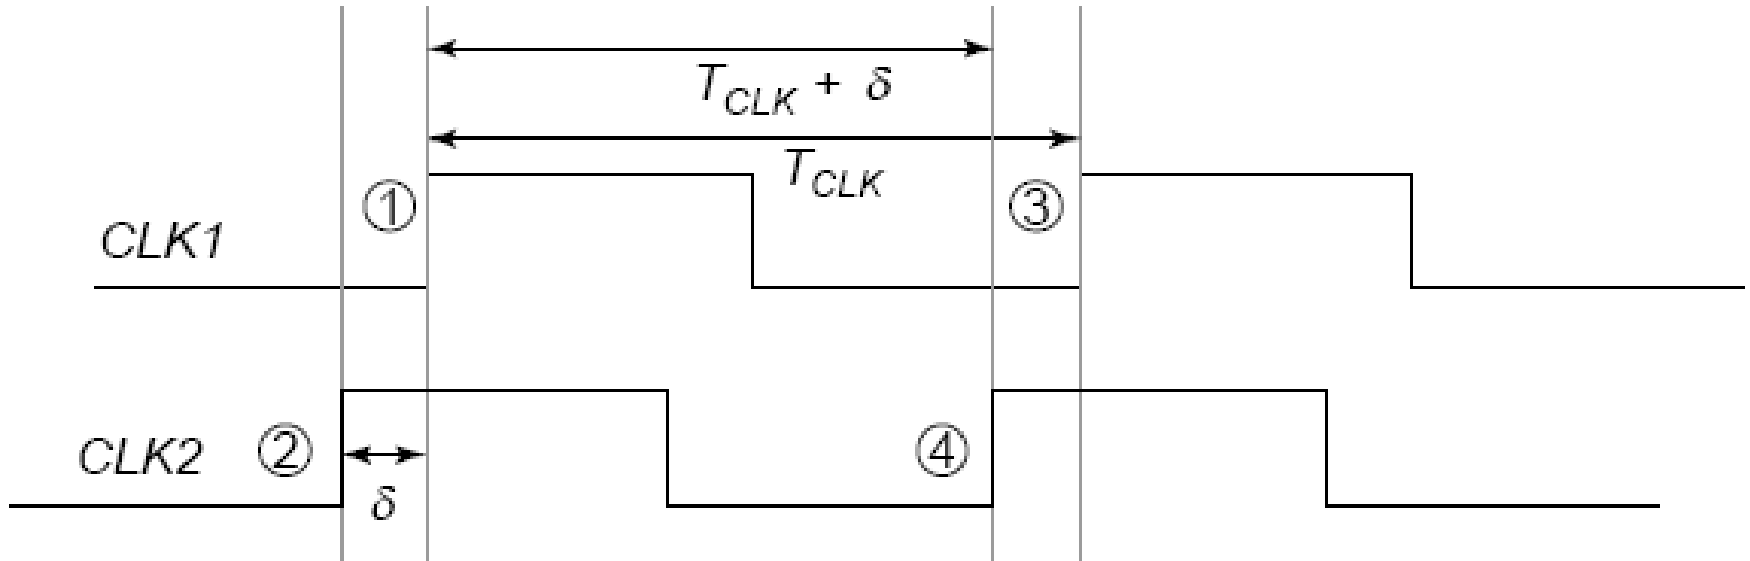 T_CLK + δ
T_CLK
① ③
CLK1
CLK2 ② ④
δ